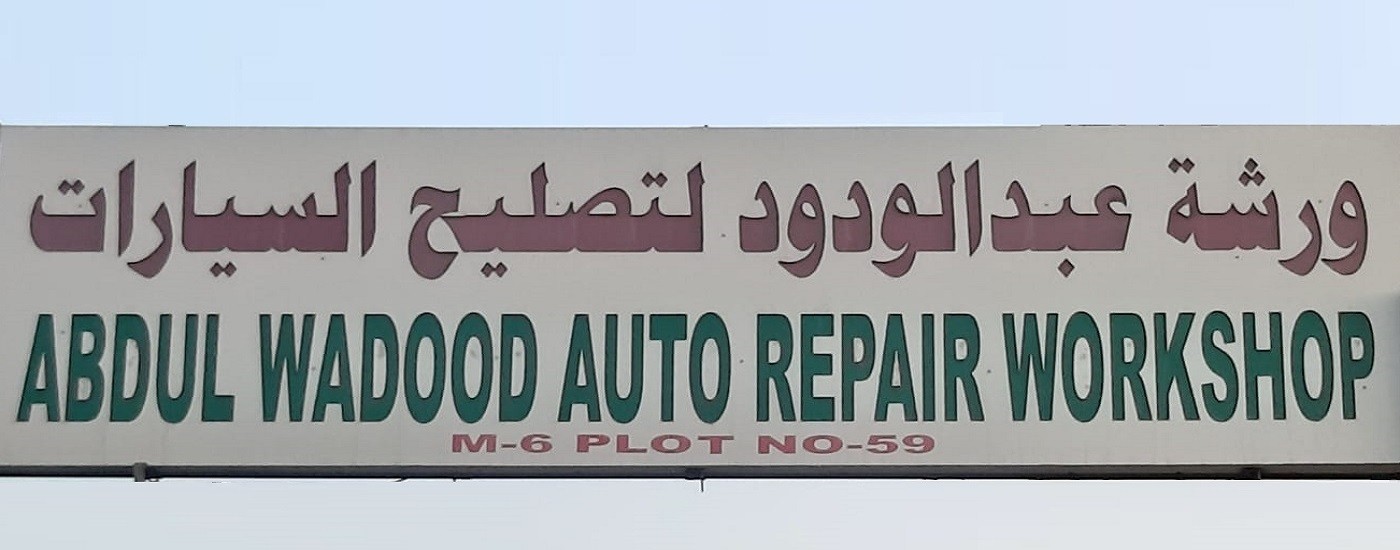 ورشة عبدالودود لتصليح السيارات
ABDUL WADOOD AUTO REPAIR WORKSHOP
M-6 PLOT NO-59